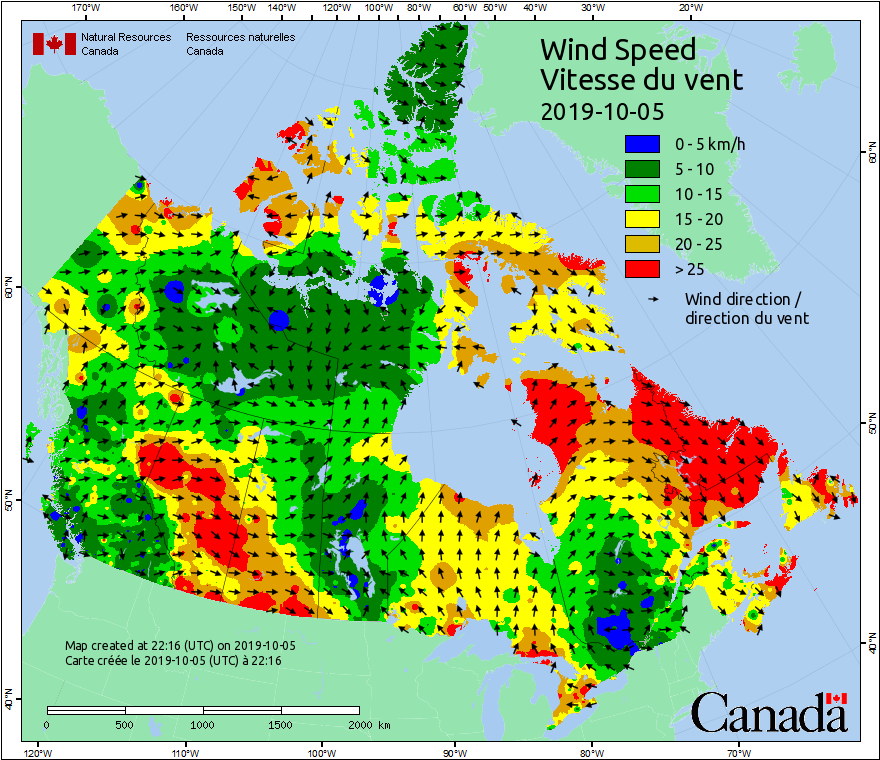 170°W 160°W 150°W 140°W 130°W 120°W 110°W 100°W 90°W 80°W 70°W 60°W 50°W 40°W 30°W 20°W
Natural Resources Ressources naturelles
Canada Canada
Wind Speed
Vitesse du vent
2019-10-05
0 - 5 km/h
5 - 10
10 - 15
15 - 20
20 - 25
> 25
Wind direction /
direction du vent
60°N 60°N
50°N 50°N
40°N 40°N
Map created at 22:16 (UTC) on 2019-10-05
Carte créée le 2019-10-05 (UTC) à 22:16
0 500 1000 1500 2000 km
Canada
120°W 110°W 100°W 90°W 80°W 70°W